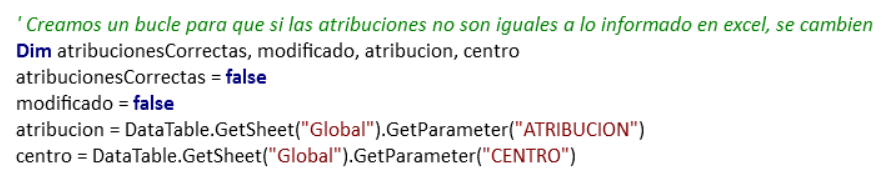 ' Creamos un bucle para que si las atribuciones no son iguales a lo informado en excel, se cambien
Dim atribucionesCorrectas, modificado, atribucion, centro
atribucionesCorrectas = false
modificado = false
atribucion = DataTable.GetSheet("Global").GetParameter("ATRIBUCION")
centro = DataTable.GetSheet("Global").GetParameter("CENTRO")